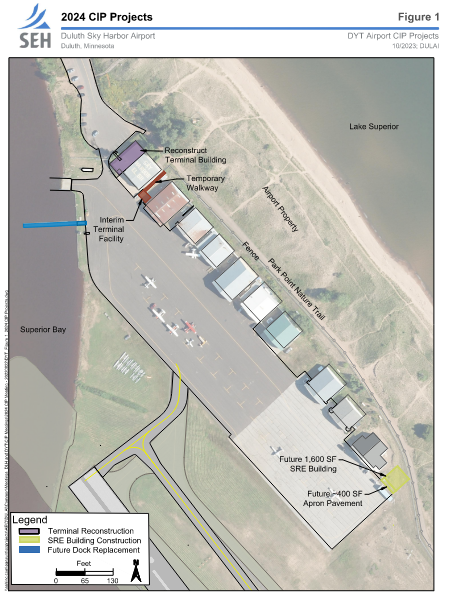 2024 CIP Projects
Figure 1
SEH
Duluth Sky Harbor Airport
Duluth, Minnesota
DYT Airport CIP Projects
10/2023; DULAI
Lake Superior
Reconstruct
Terminal Building
Temporary
Walkway
Airport Property
Interim
Terminal
Facility
Fence
Park Point Nature Trail
Superior Bay
Future 1,600 SF
SRE Building
Future ~400 SF
Apron Pavement
Legend
Terminal Reconstruction
SRE Building Construction
Future Dock Replacement
Feet
0 65 130
N